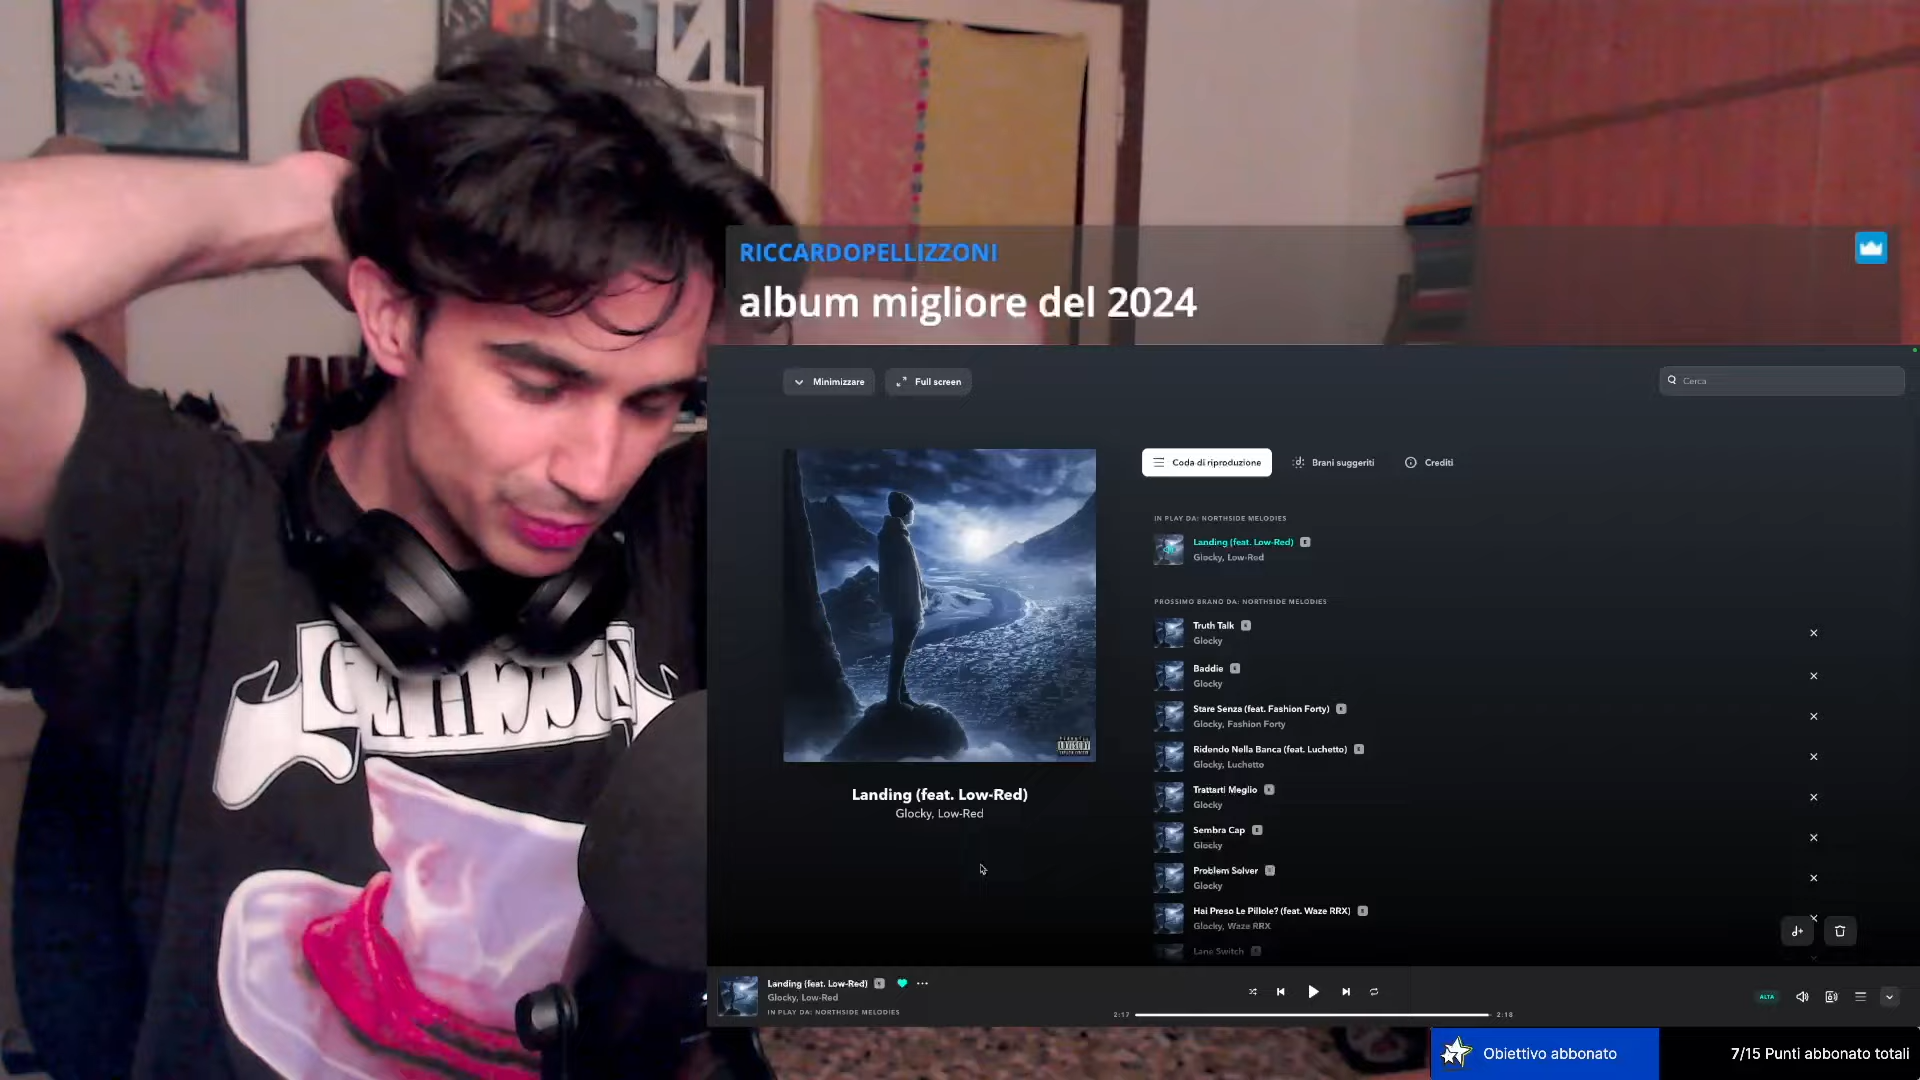 RICCARDOPELLIZZONI
album migliore del 2024
Minimizzare
Full screen
Cerca
Coda di riproduzione
Brani suggeriti
Crediti
IN PLAY DA: NORTHSIDE MELODIES
Landing (feat. Low-Red) E
Glocky, Low-Red
PROSSIMO BRANO DA: NORTHSIDE MELODIES
Truth Talk E
Glocky
Baddie E
Glocky
Stare Senza (feat. Fashion Forty) E
Glocky, Fashion Forty
Ridendo Nella Banca (feat. Luchetto) E
Glocky, Luchetto
Trattarti Meglio E
Glocky
Sembra Cap E
Glocky
Problem Solver E
Glocky
Hai Preso Le Pillole? (feat. Waze RRX) E
Glocky, Waze RRX
Lane Switch E
ADVISORY
Landing (feat. Low-Red)
Glocky, Low-Red
Landing (feat. Low-Red) E
Glocky, Low-Red
IN PLAY DA: NORTHSIDE MELODIES
2:17
2:18
ALTA
Obiettivo abbonato
7/15 Punti abbonato totali